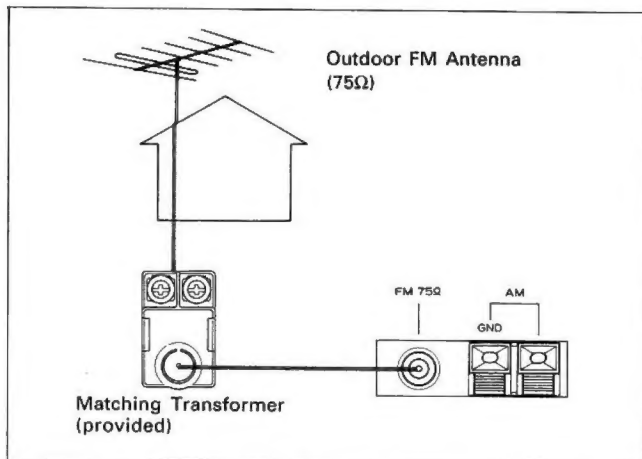 Outdoor FM Antenna
(75Ω)
FM 75Ω
AM
GND
Matching Transformer
(provided)